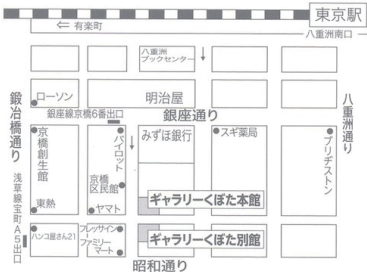 東京駅
⇐ 有楽町
八重洲南口
八重洲
ブックセンター
ローソン
明治屋
銀座線京橋6番出口
銀座通り
鍛冶橋通り
八重洲通り
京橋創生館
パイロット
みずほ銀行
スギ薬局
ブリヂストン
京橋
区民館
浅草線宝町A5出口
東熱
ヤマト
ギャラリーくぼた本館
ハンコ屋さん21
フレッサイン
ファミリー
マート
ギャラリーくぼた別館
昭和通り